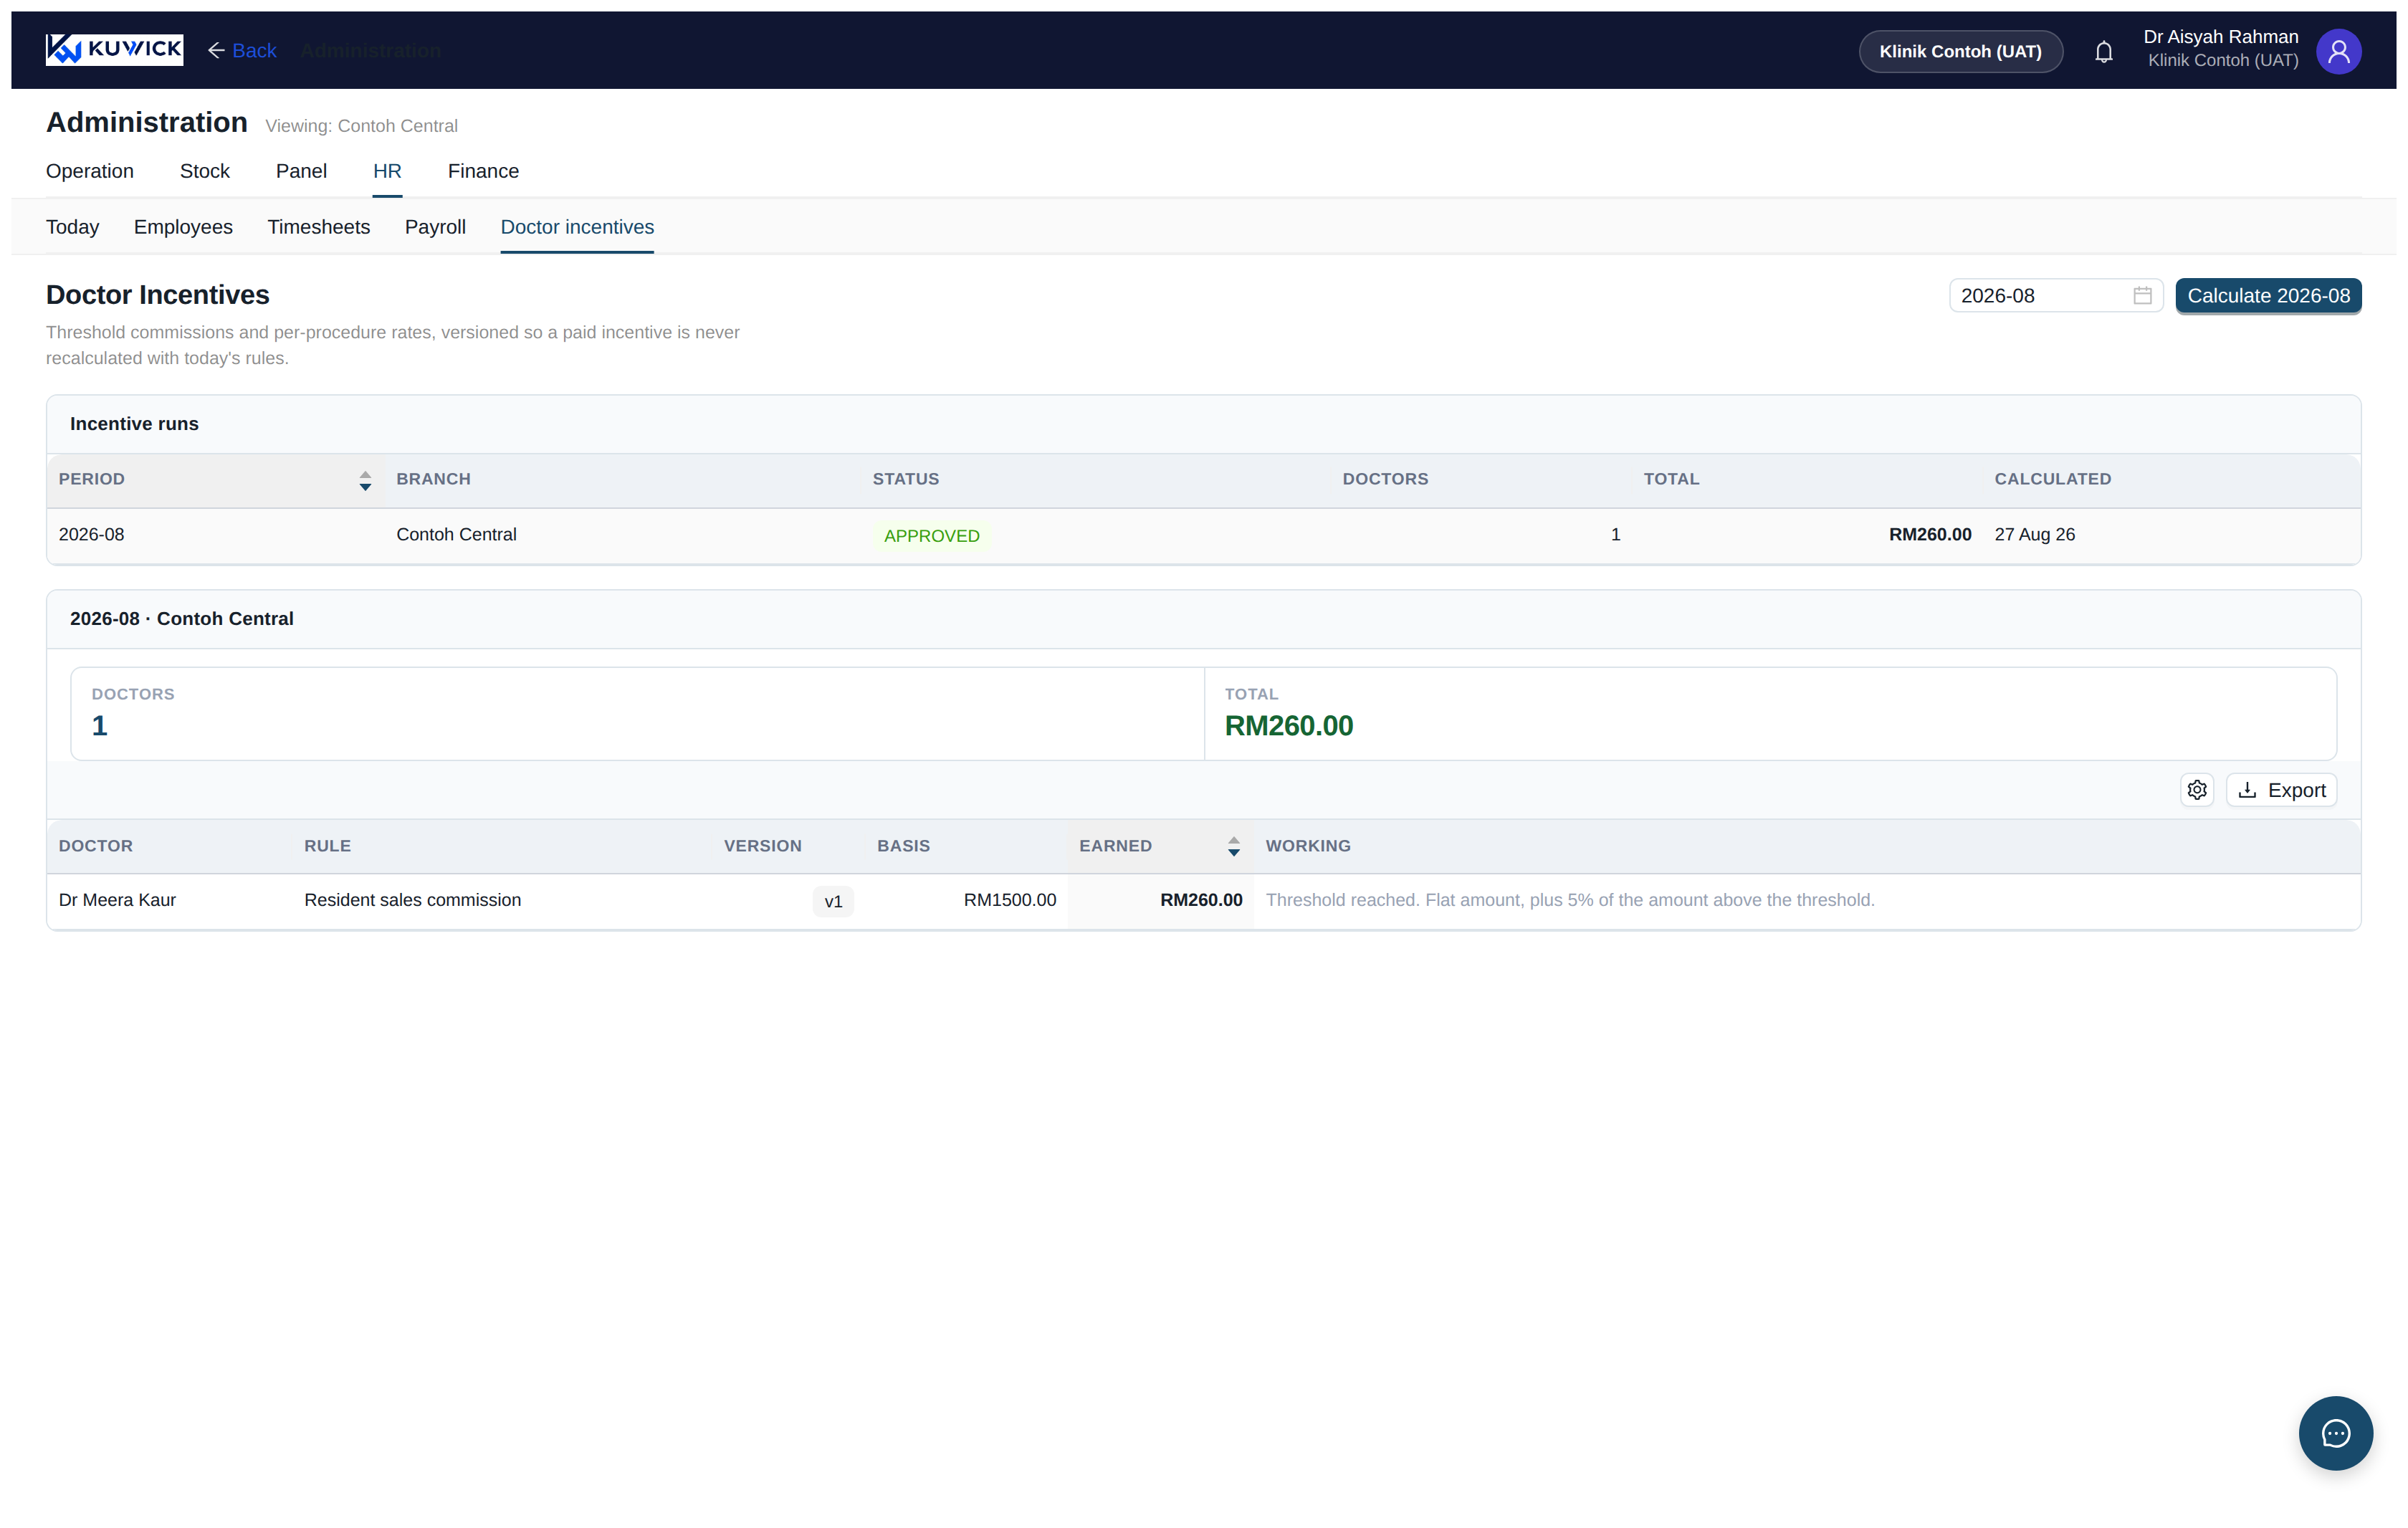 KUWICK
Back
Administration
Klinik Contoh (UAT)
Dr Aisyah Rahman
Klinik Contoh (UAT)
Administration
Viewing: Contoh Central
Operation
Stock
Panel
HR
Finance
Today
Employees
Timesheets
Payroll
Doctor incentives
Doctor Incentives
2026-08
Calculate 2026-08
Threshold commissions and per-procedure rates, versioned so a paid incentive is never
recalculated with today's rules.
Incentive runs
PERIOD BRANCH STATUS DOCTORS TOTAL CALCULATED
2026-08 Contoh Central APPROVED 1 RM260.00 27 Aug 26
2026-08 · Contoh Central
DOCTORS
1
TOTAL
RM260.00
Export
DOCTOR RULE VERSION BASIS EARNED WORKING
Dr Meera Kaur Resident sales commission v1 RM1500.00 RM260.00 Threshold reached. Flat amount, plus 5% of the amount above the threshold.